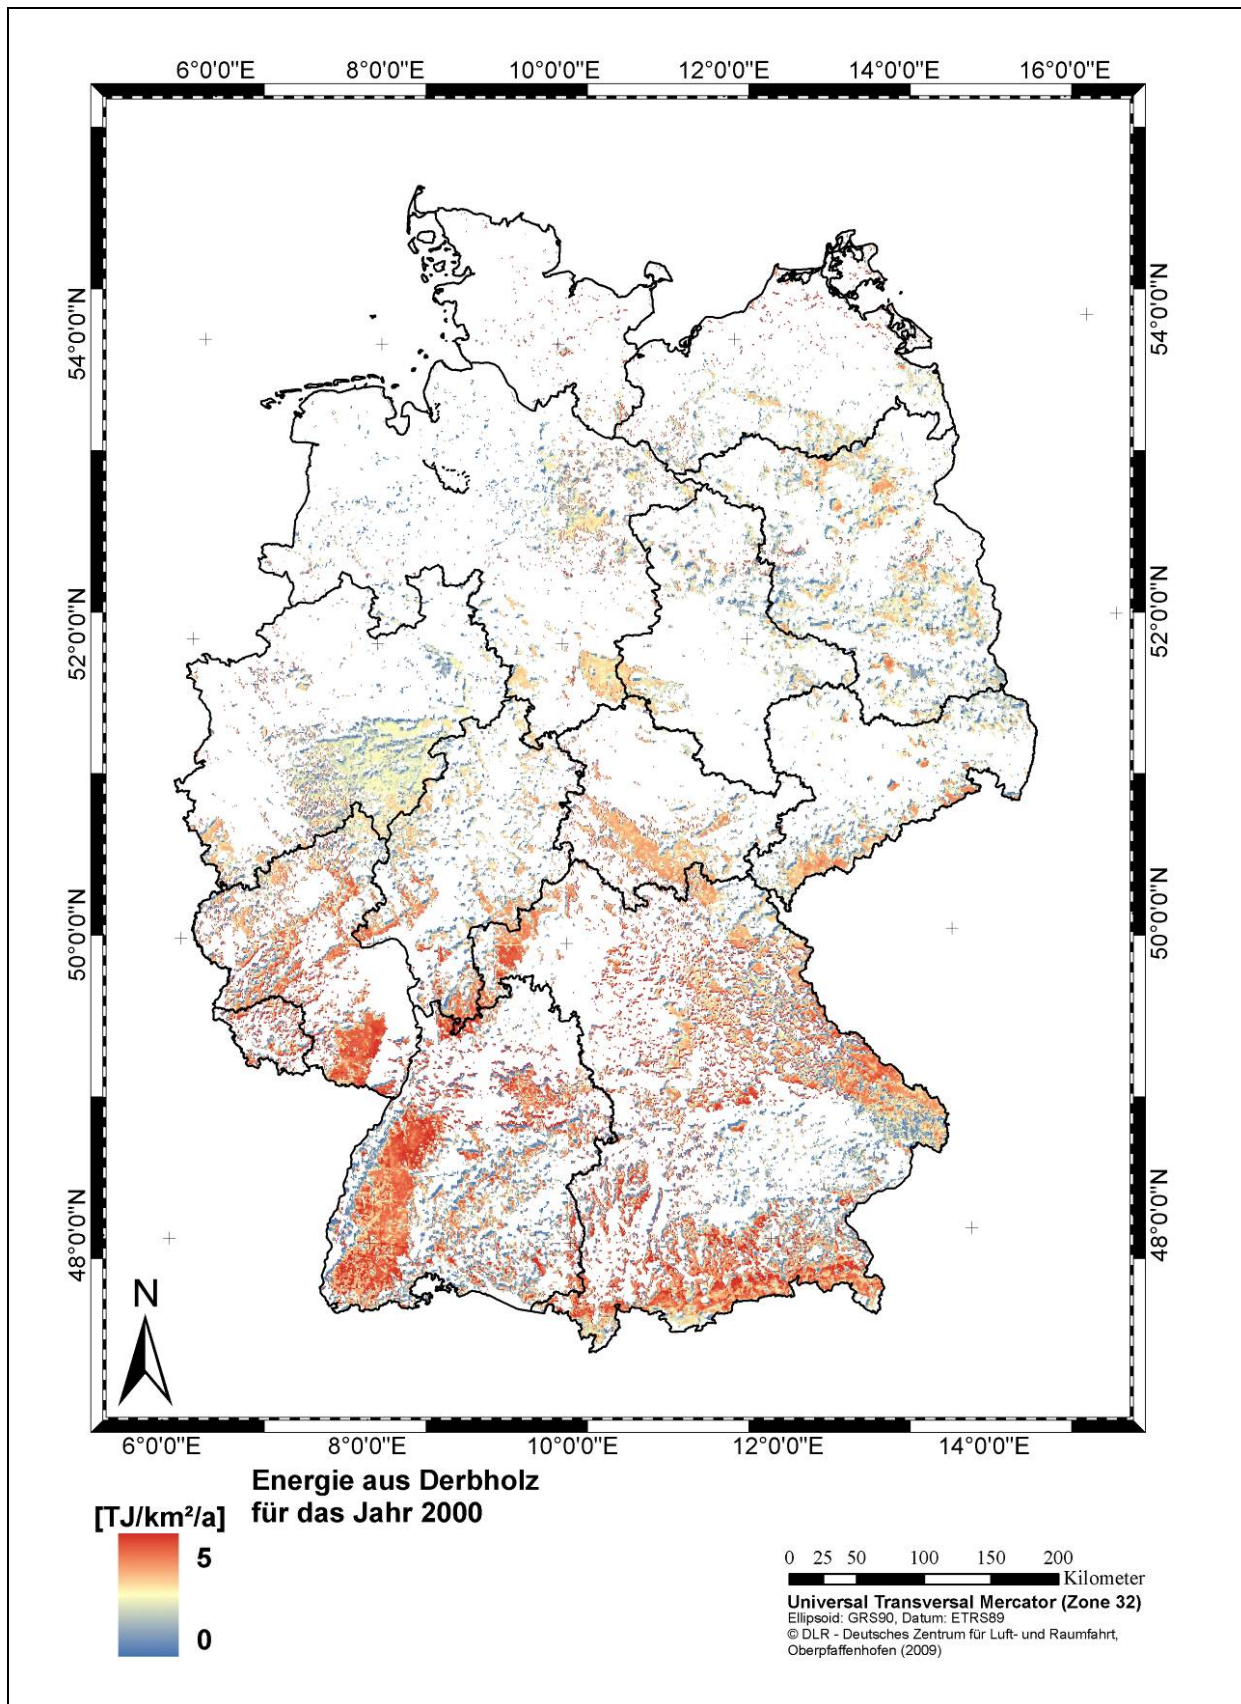 6°0'0"E 8°0'0"E 10°0'0"E 12°0'0"E 14°0'0"E 16°0'0"E
54°0'0"N 54°0'0"N
52°0'0"N 52°0'0"N
50°0'0"N 50°0'0"N
48°0'0"N 48°0'0"N
N
6°0'0"E 8°0'0"E 10°0'0"E 12°0'0"E 14°0'0"E
Energie aus Derbholz
für das Jahr 2000
[TJ/km²/a]
5
0
0 25 50 100 150 200
Kilometer
Universal Transversal Mercator (Zone 32)
Ellipsoid: GRS90, Datum: ETRS89
© DLR - Deutsches Zentrum für Luft- und Raumfahrt,
Oberpfaffenhofen (2009)